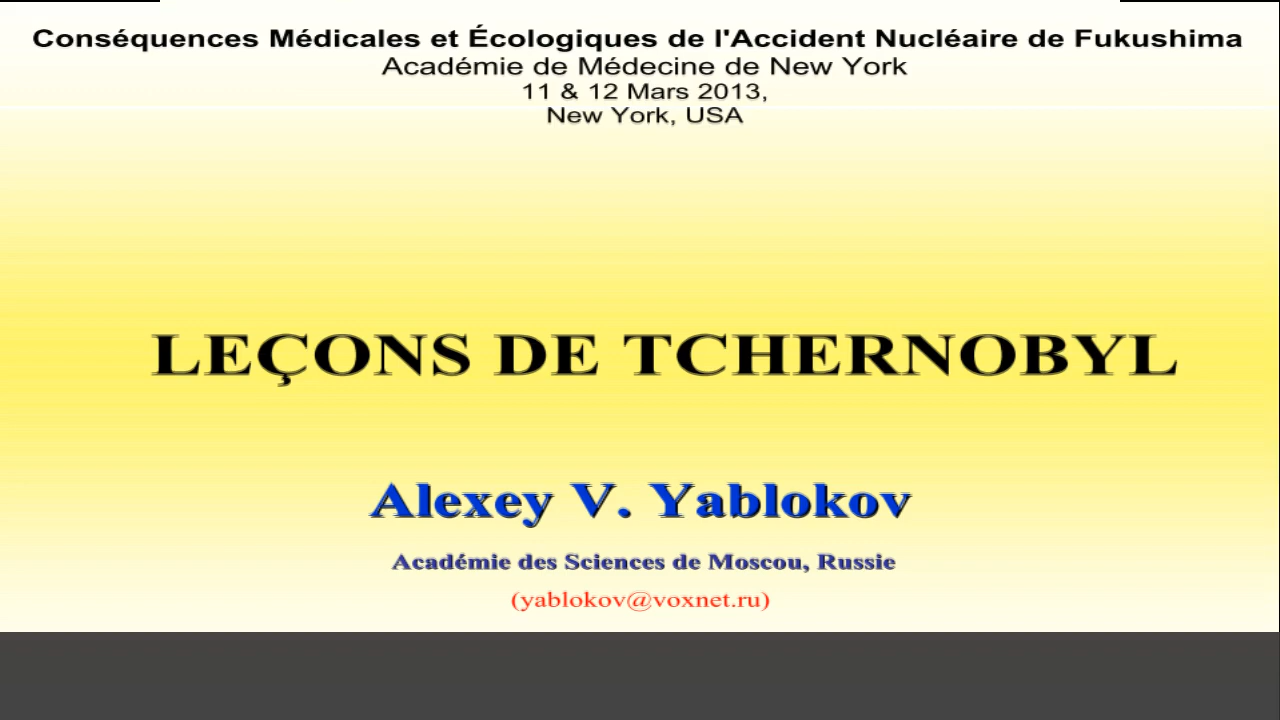 Conséquences Médicales et Écologiques de l'Accident Nucléaire de Fukushima
Académie de Médecine de New York
11 & 12 Mars 2013,
New York, USA
LEÇONS DE TCHERNOBYL
Alexey V. Yablokov
Académie des Sciences de Moscou, Russie
(yablokov@voxnet.ru)